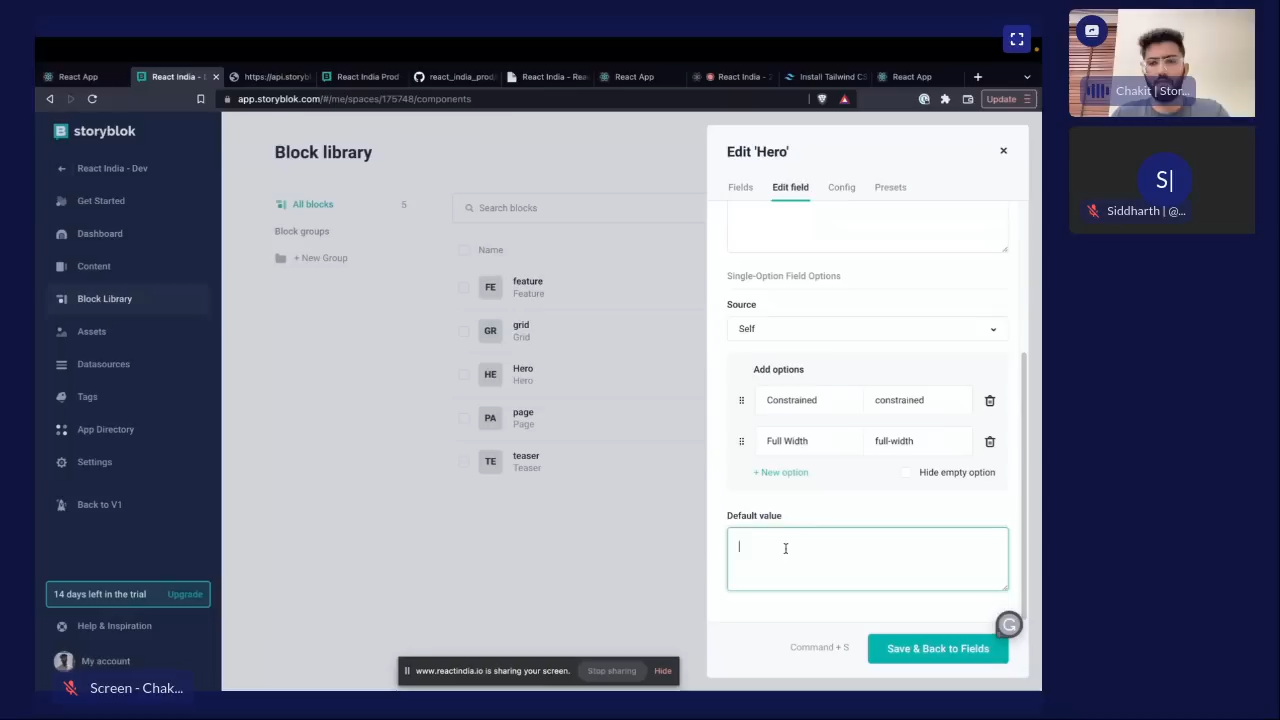 React App
React India - D
https://api.storybl
React India Prod
react_india_prod
React India - Rea
React App
React India - 2
Install Tailwind CS
React App
app.storyblok.com/#/me/spaces/175748/components
Update
storyblok
React India - Dev
Get Started
Dashboard
Content
Block Library
Assets
Datasources
Tags
App Directory
Settings
Back to V1
14 days left in the trial Upgrade
Help & Inspiration
My account
Screen - Chak...
Block library
All blocks 5
Block groups
+ New Group
Search blocks
Name
FE feature
Feature
GR grid
Grid
HE Hero
Hero
PA page
Page
TE teaser
Teaser
Edit 'Hero'
Fields Edit field Config Presets
Single-Option Field Options
Source
Self
Add options
Constrained constrained
Full Width full-width
+ New option Hide empty option
Default value
Command + S Save & Back to Fields
www.reactindia.io is sharing your screen. Stop sharing Hide
Chakit | Stor...
S|
Siddharth | @...